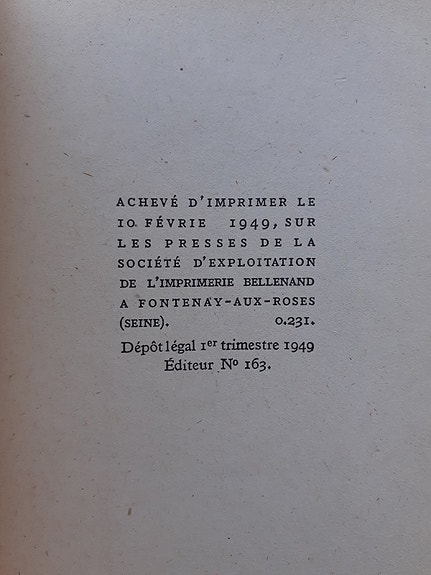 ACHEVÉ D'IMPRIMER LE
10 FÉVRIE 1949, SUR
LES PRESSES DE LA
SOCIÉTÉ D'EXPLOITATION
DE L'IMPRIMERIE BELLENAND
A FONTENAY-AUX-ROSES
(SEINE). 0.231.
Dépôt légal 1er trimestre 1949
Éditeur No 163.